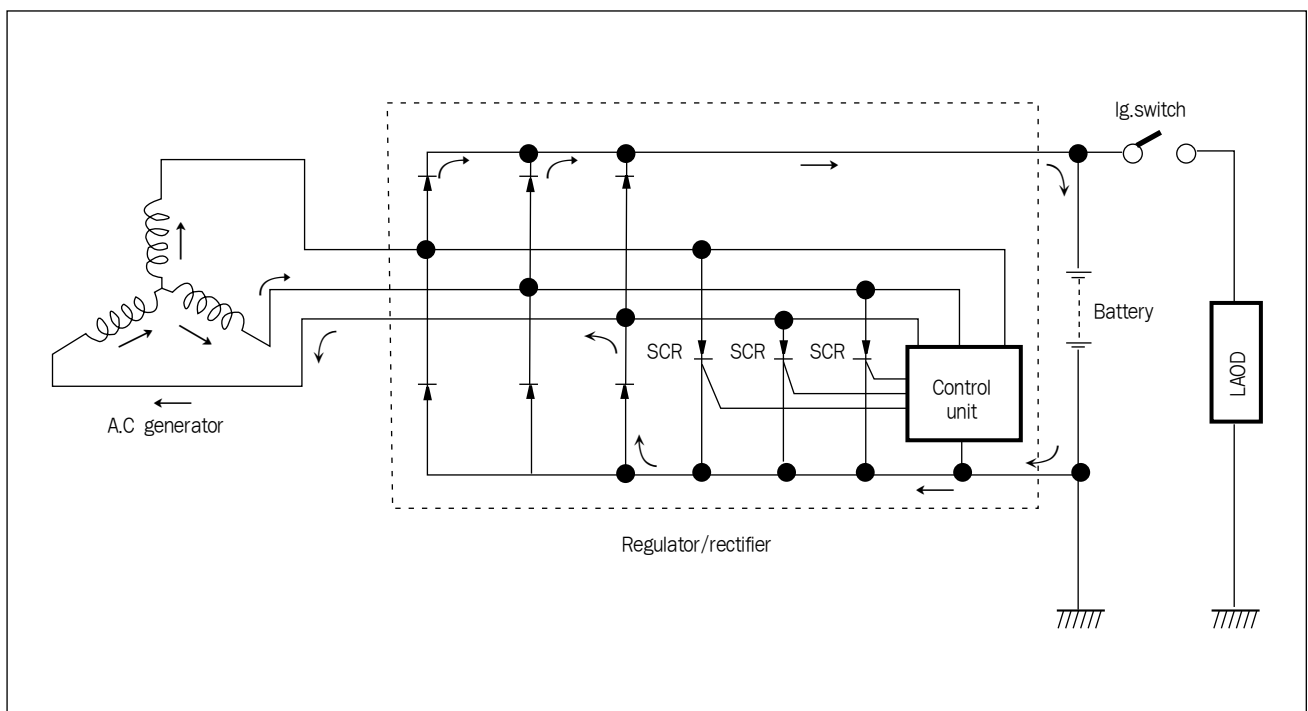 Ig.switch
SCR
SCR
SCR
Control
unit
Battery
LAOD
A.C generator
Regulator/rectifier